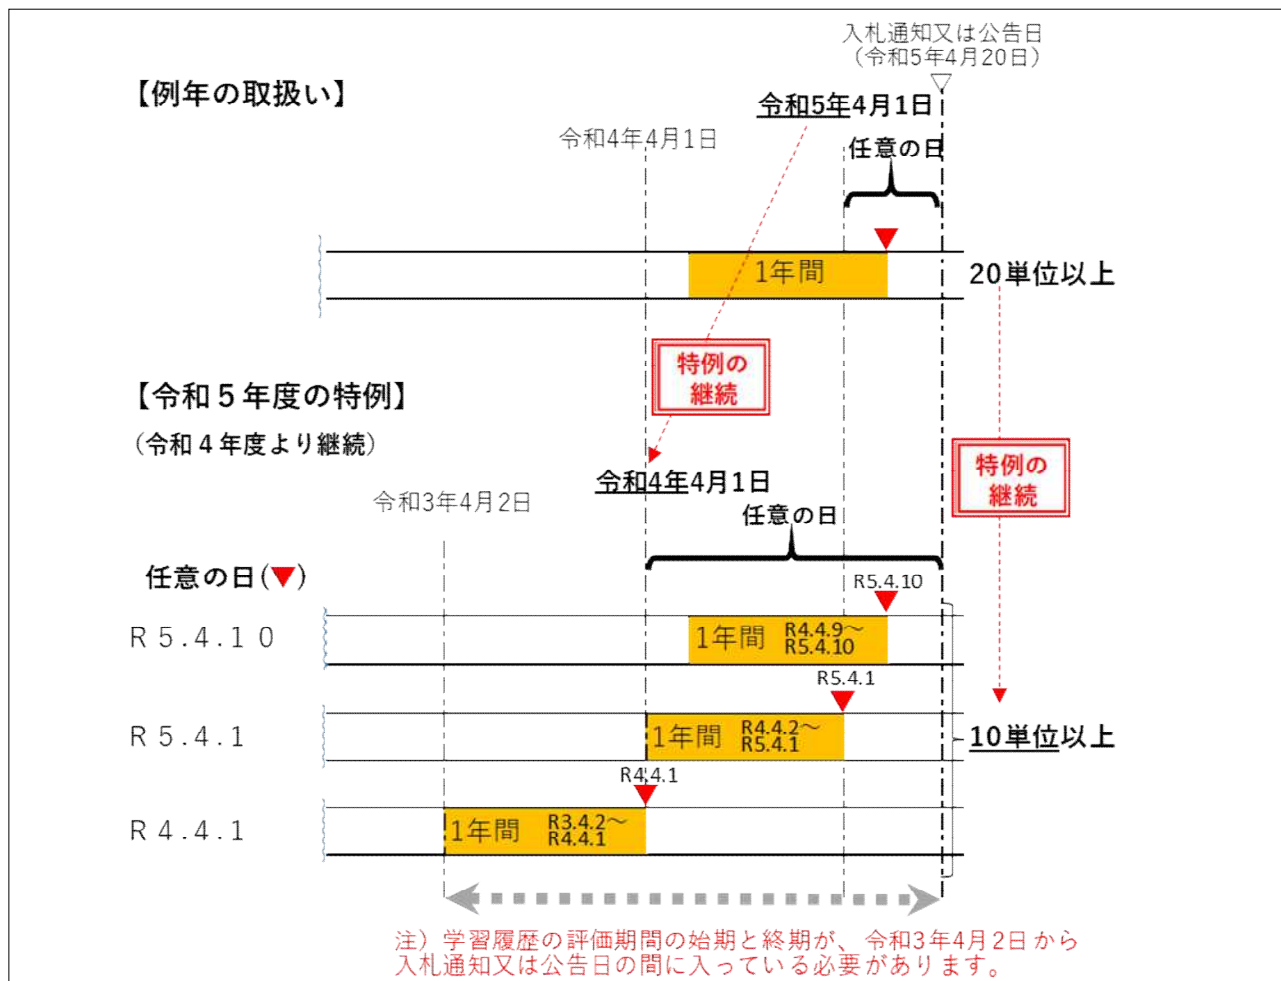 入札通知又は公告日
（令和5年4月20日）
【例年の取扱い】
令和5年4月1日
令和4年4月1日
任意の日
1年間
20単位以上
特例の
継続
【令和５年度の特例】
（令和４年度より継続）
特例の
継続
令和4年4月1日
令和3年4月2日
任意の日
任意の日(▼)
R5.4.10
Ｒ５.４.１０
1年間
R4.4.9～
R5.4.10
R5.4.1
Ｒ５.４.１
1年間
R4.4.2～
R5.4.1
10単位以上
R4.4.1
Ｒ４.４.１
1年間
R3.4.2～
R4.4.1
注）学習履歴の評価期間の始期と終期が、令和3年4月2日から
入札通知又は公告日の間に入っている必要があります。